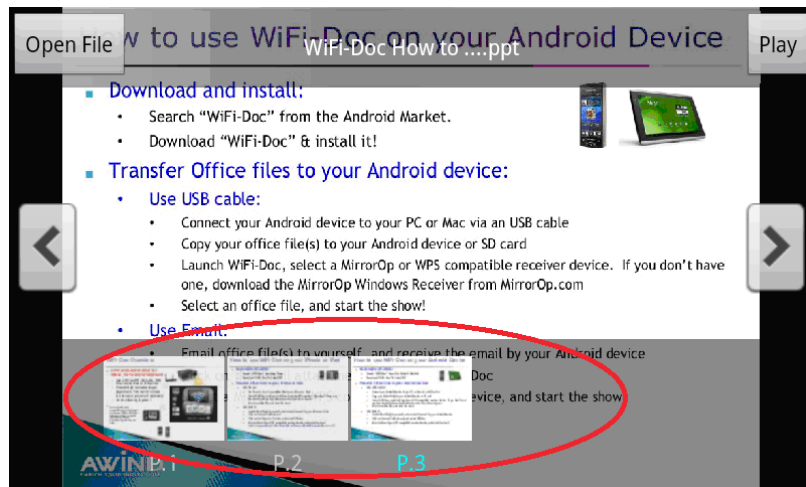 Open File
w to use WiFi-Doc on your Android Device
WiFi-Doc How to ....ppt
Play
Download and install:
Search “WiFi-Doc” from the Android Market.
Download “WiFi-Doc” & install it!
Transfer Office files to your Android device:
Use USB cable:
Connect your Android device to your PC or Mac via an USB cable
Copy your office file(s) to your Android device or SD card
Launch WiFi-Doc, select a MirrorOp or WPS compatible receiver device. If you don’t have
one, download the MirrorOp Windows Receiver from MirrorOp.com
Select an office file, and start the show!
Use Email:
Email office file(s) to yourself, and receive the email by your Android device
Doc
device, and start the show
P.1
P.2
P.3